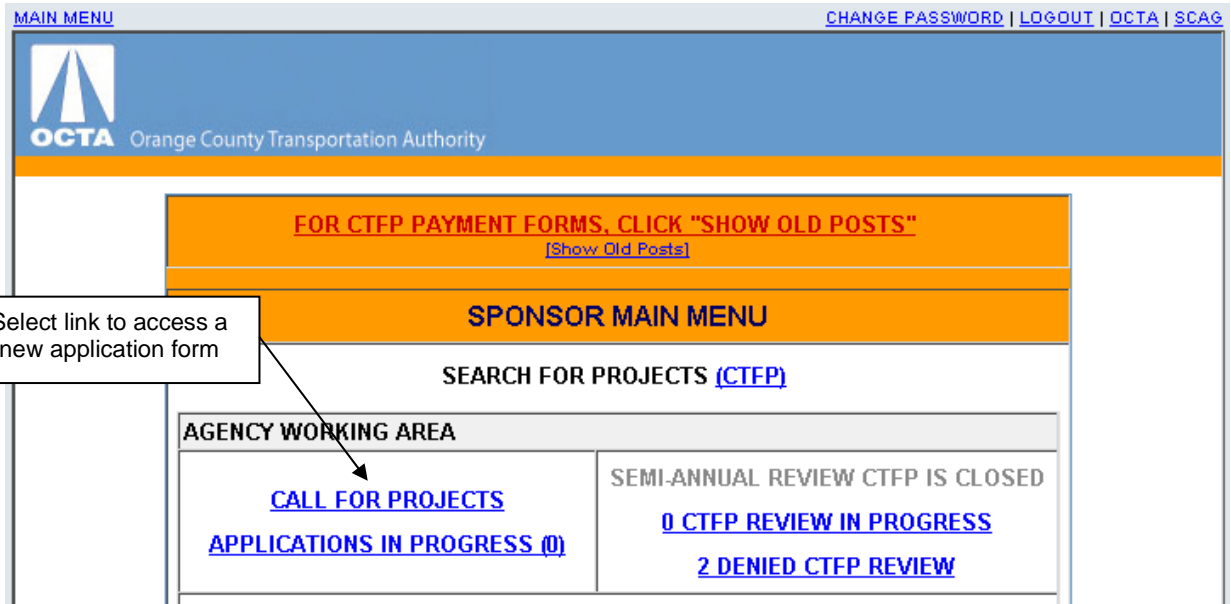 MAIN MENU
CHANGE PASSWORD | LOGOUT | OCTA | SCAG
OCTA Orange County Transportation Authority
FOR CTFP PAYMENT FORMS, CLICK "SHOW OLD POSTS"
[Show Old Posts]
SPONSOR MAIN MENU
Select link to access a
new application form
SEARCH FOR PROJECTS (CTFP)
AGENCY WORKING AREA
CALL FOR PROJECTS
APPLICATIONS IN PROGRESS (0)
SEMI-ANNUAL REVIEW CTFP IS CLOSED
0 CTFP REVIEW IN PROGRESS
2 DENIED CTFP REVIEW